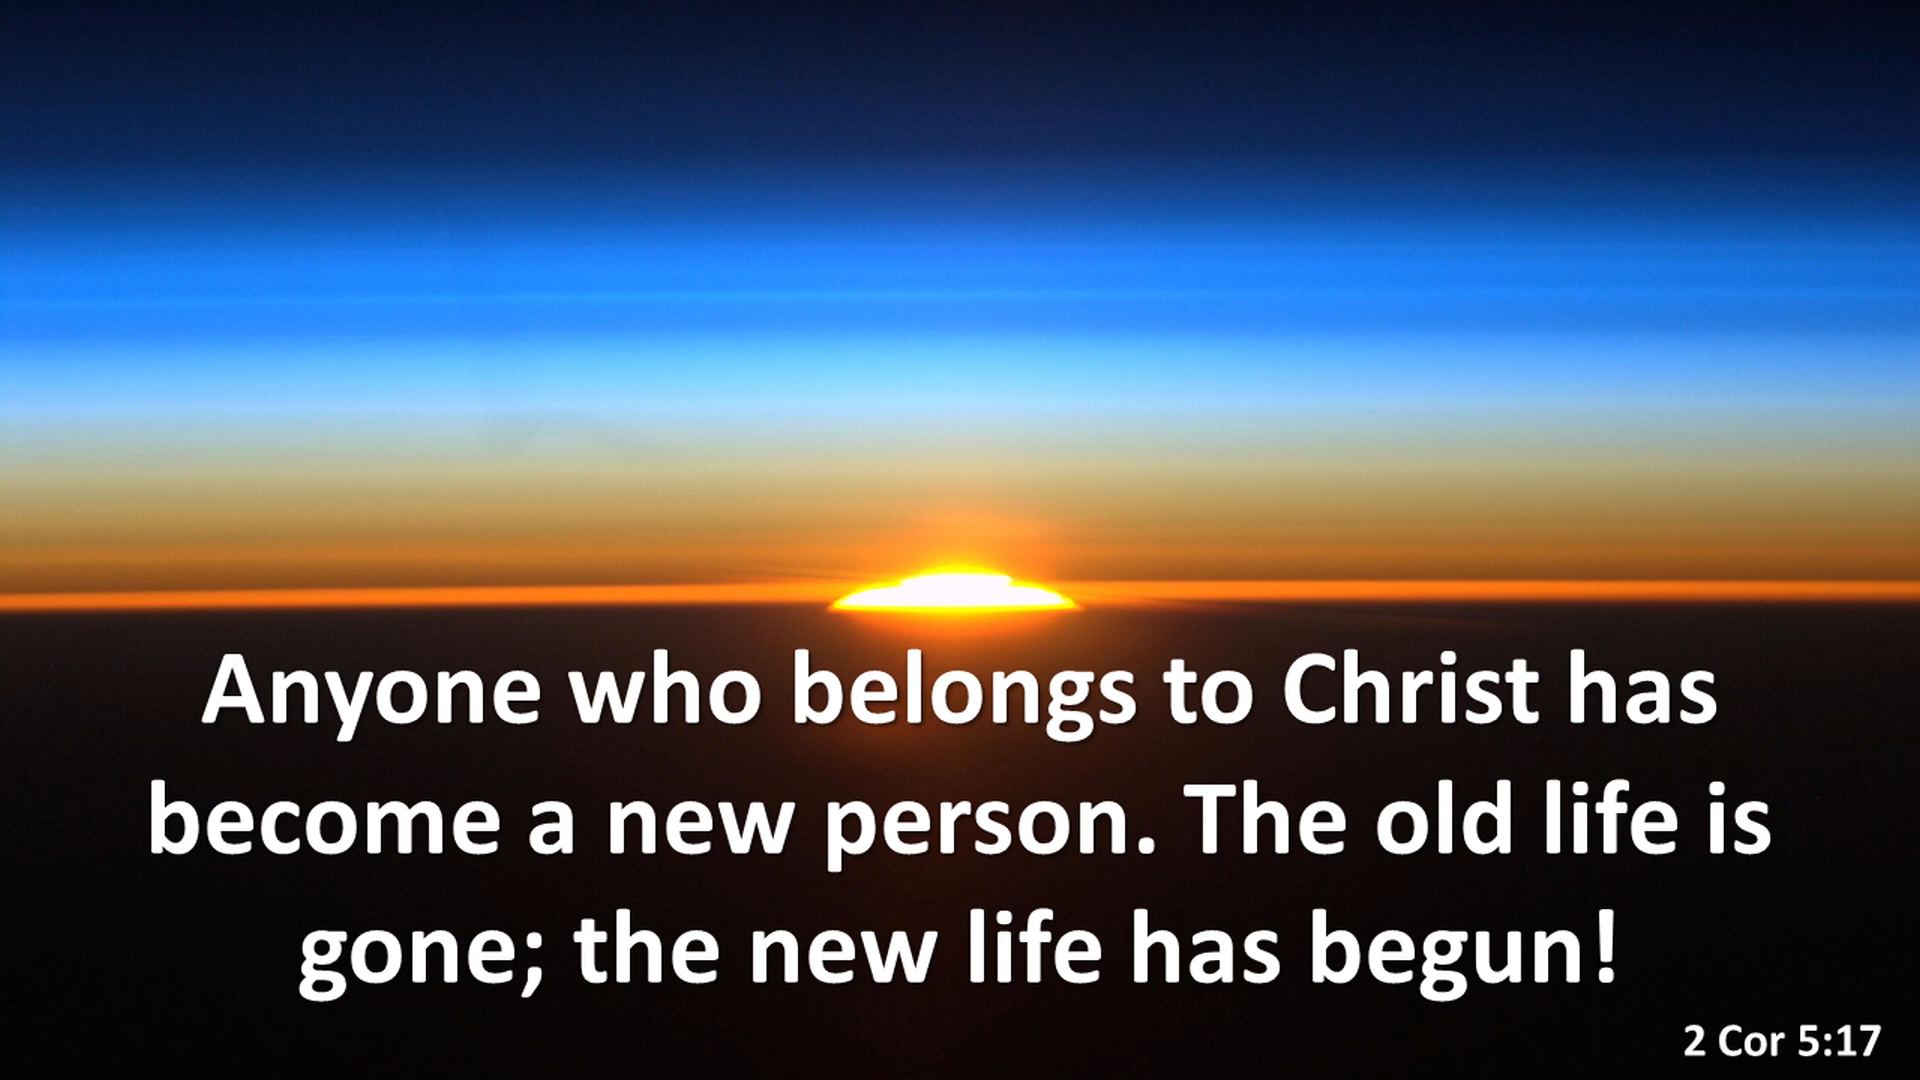 Anyone who belongs to Christ has
become a new person. The old life is
gone; the new life has begun!
2 Cor 5:17